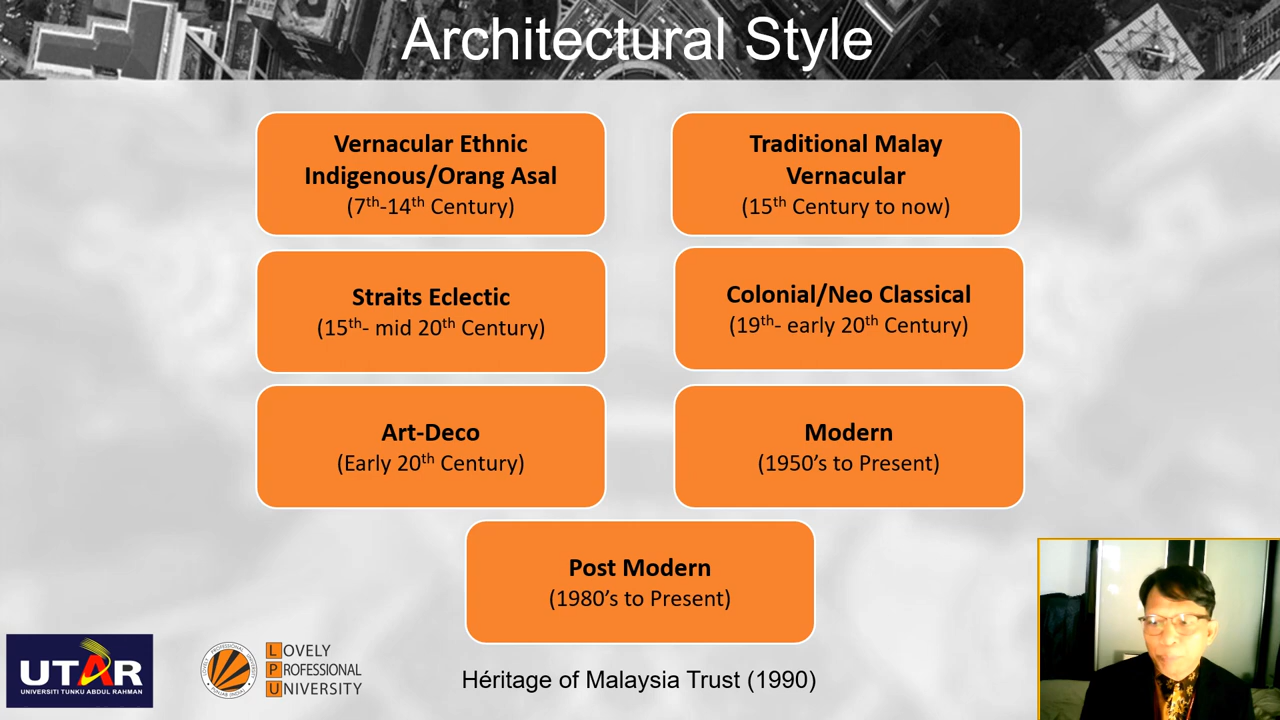 Architectural Style
Vernacular Ethnic
Indigenous/Orang Asal
(7th-14th Century)
Traditional Malay
Vernacular
(15th Century to now)
Straits Eclectic
(15th- mid 20th Century)
Colonial/Neo Classical
(19th- early 20th Century)
Art-Deco
(Early 20th Century)
Modern
(1950’s to Present)
Post Modern
(1980’s to Present)
UTAR
UNIVERSITI TUNKU ABDUL RAHMAN
LOVELY
PROFESSIONAL
UNIVERSITY
Héritage of Malaysia Trust (1990)